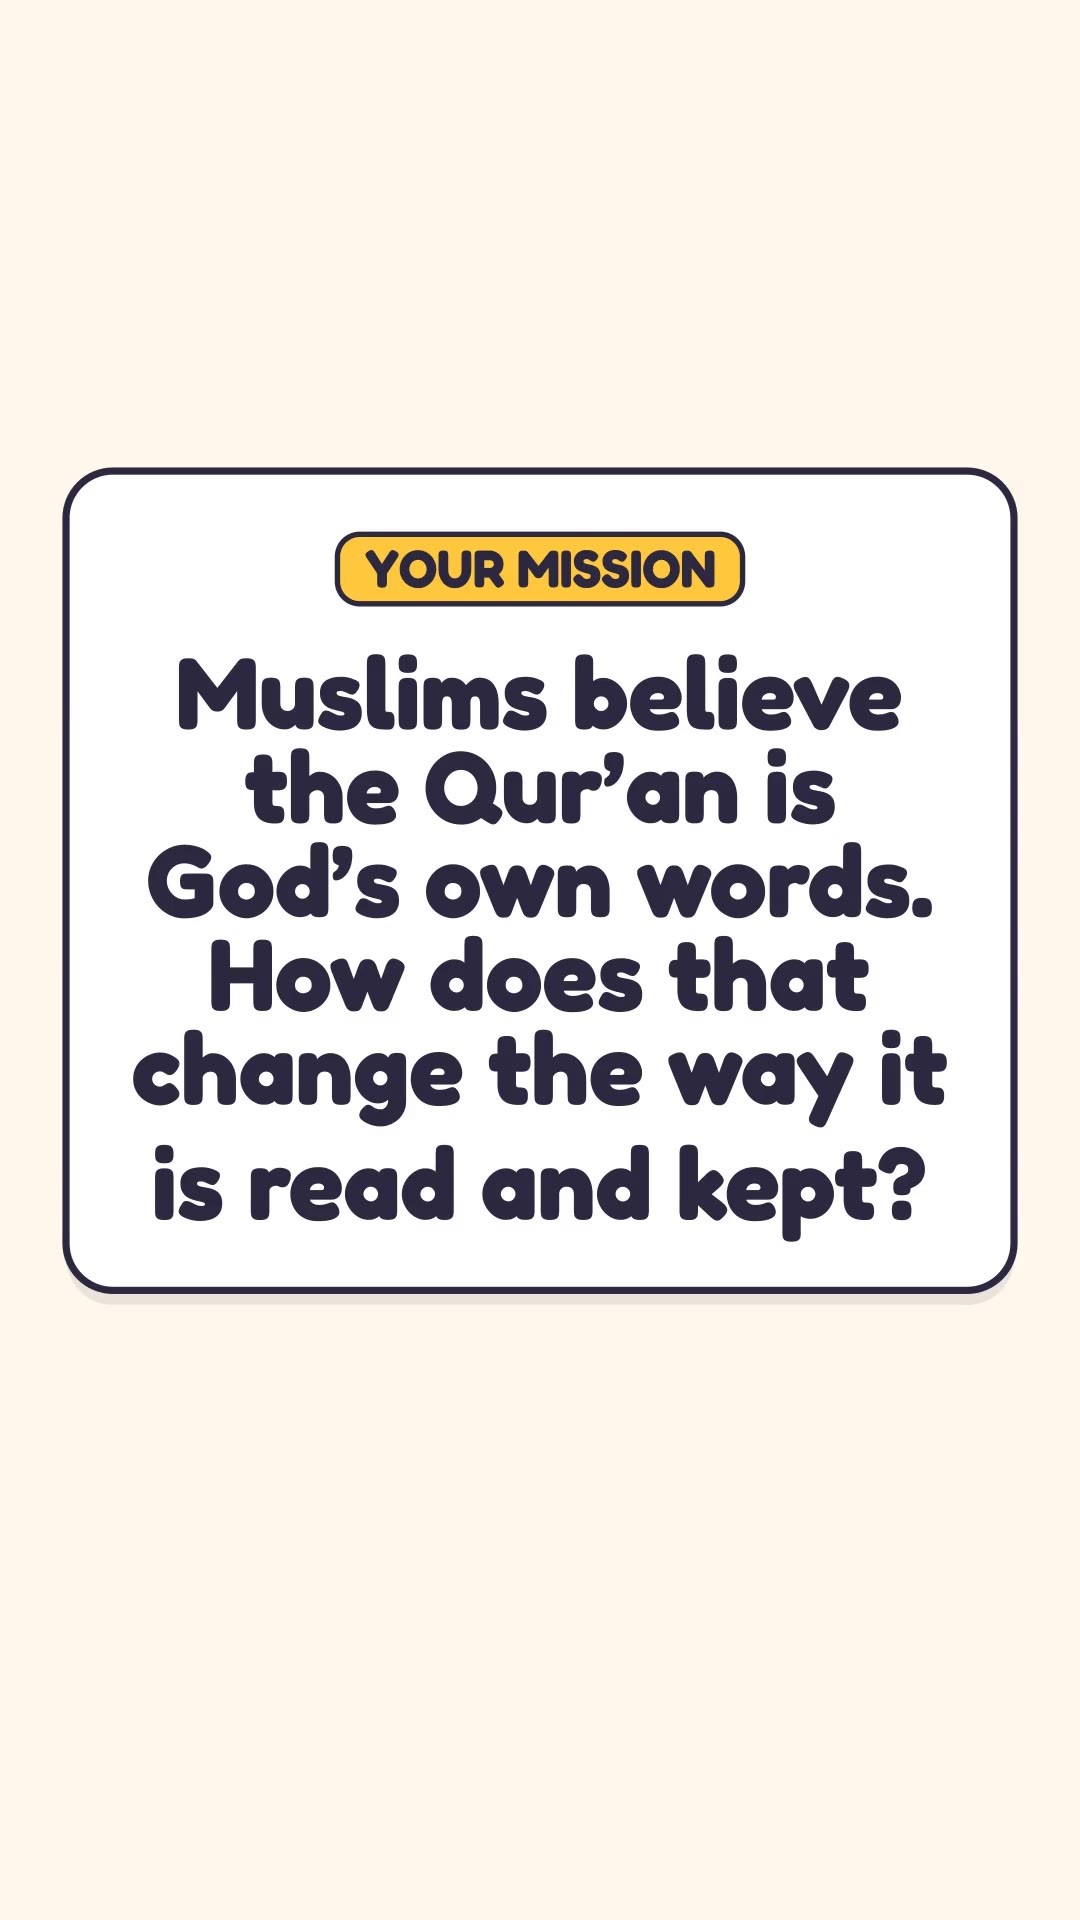 YOUR MISSION
Muslims believe
the Qur’an is
God’s own words.
How does that
change the way it
is read and kept?